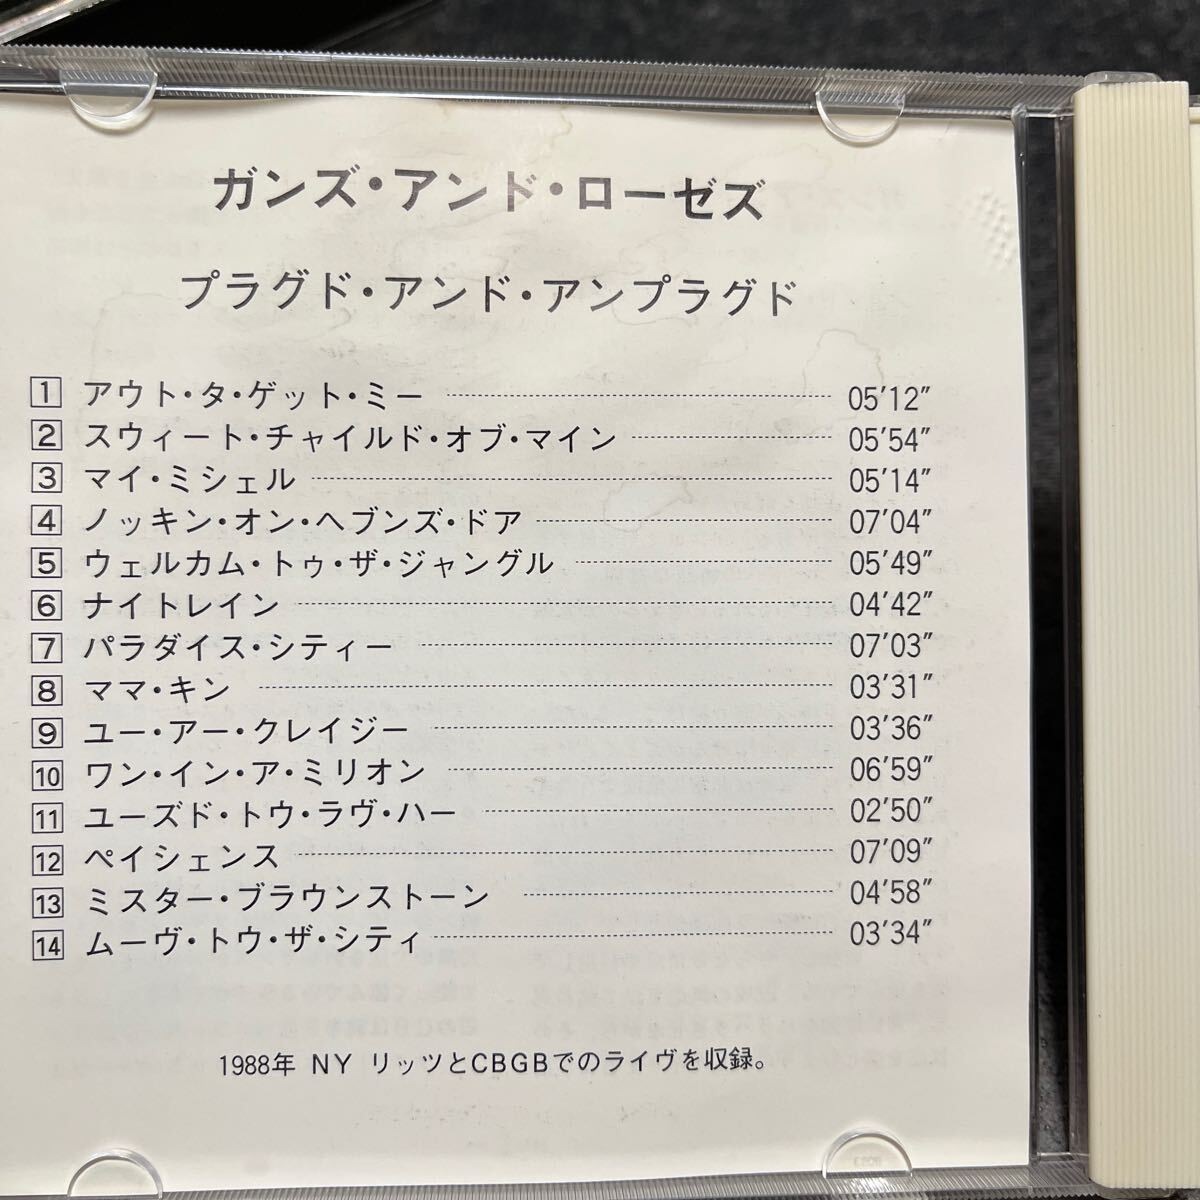 ガンズ・アンド・ローゼズ
プラグド・アンド・アンプラグド
1 アウト・タ・ゲット・ミー 05'12"
2 スウィート・チャイルド・オブ・マイン 05'54"
3 マイ・ミシェル 05'14"
4 ノッキン・オン・ヘブンズ・ドア 07'04"
5 ウェルカム・トゥ・ザ・ジャングル 05'49"
6 ナイトレイン 04'42"
7 パラダイス・シティー 07'03"
8 ママ・キン 03'31"
9 ユー・アー・クレイジー 03'36"
10 ワン・イン・ア・ミリオン 06'59"
11 ユーズド・トウ・ラヴ・ハー 02'50"
12 ペイシェンス 07'09"
13 ミスター・ブラウンストーン 04'58"
14 ムーヴ・トウ・ザ・シティ 03'34"
1988年 NY リッツとCBGBでのライヴを収録。